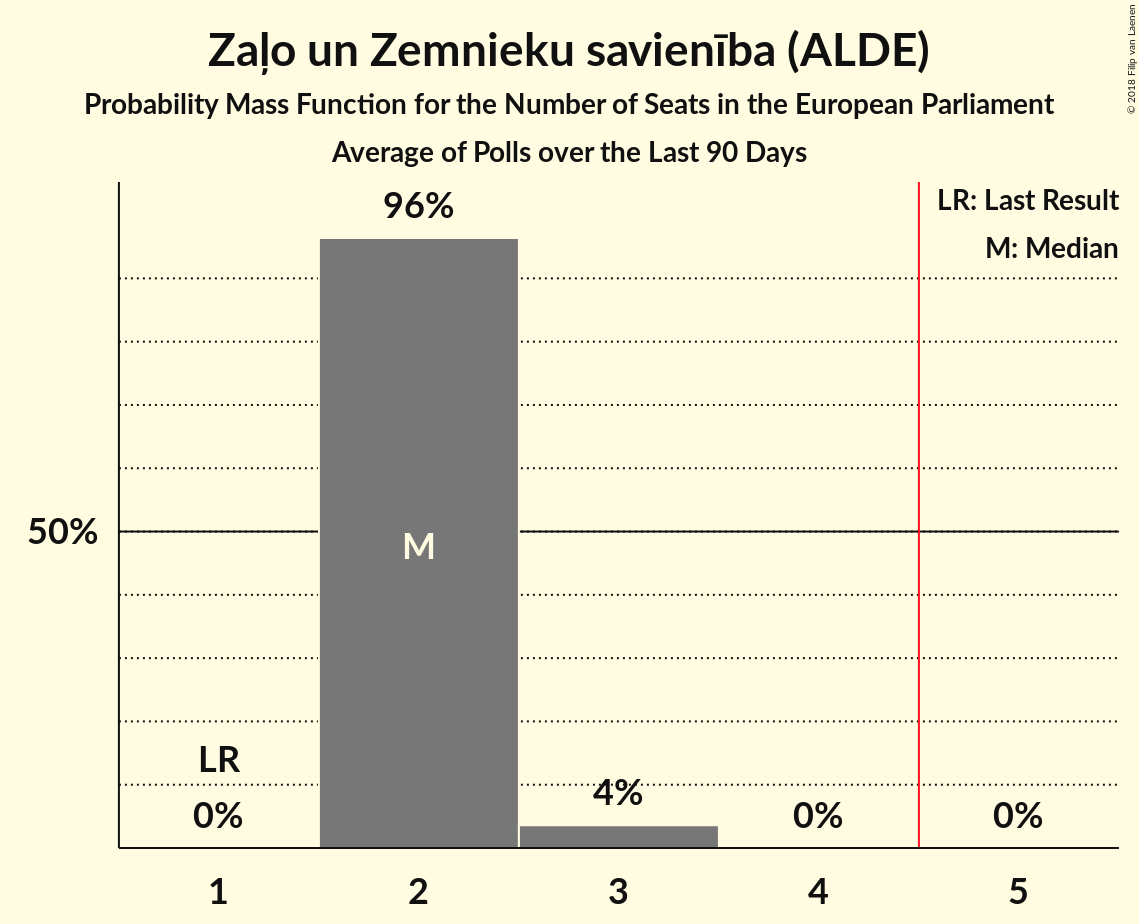 Zaļo un Zemnieku savienība (ALDE)
Probability Mass Function for the Number of Seats in the European Parliament
Average of Polls over the Last 90 Days
© 2018 Filip van Laenen
LR: Last Result
M: Median
96%
50%
M
LR
0%
4%
0%
0%
1
2
3
4
5